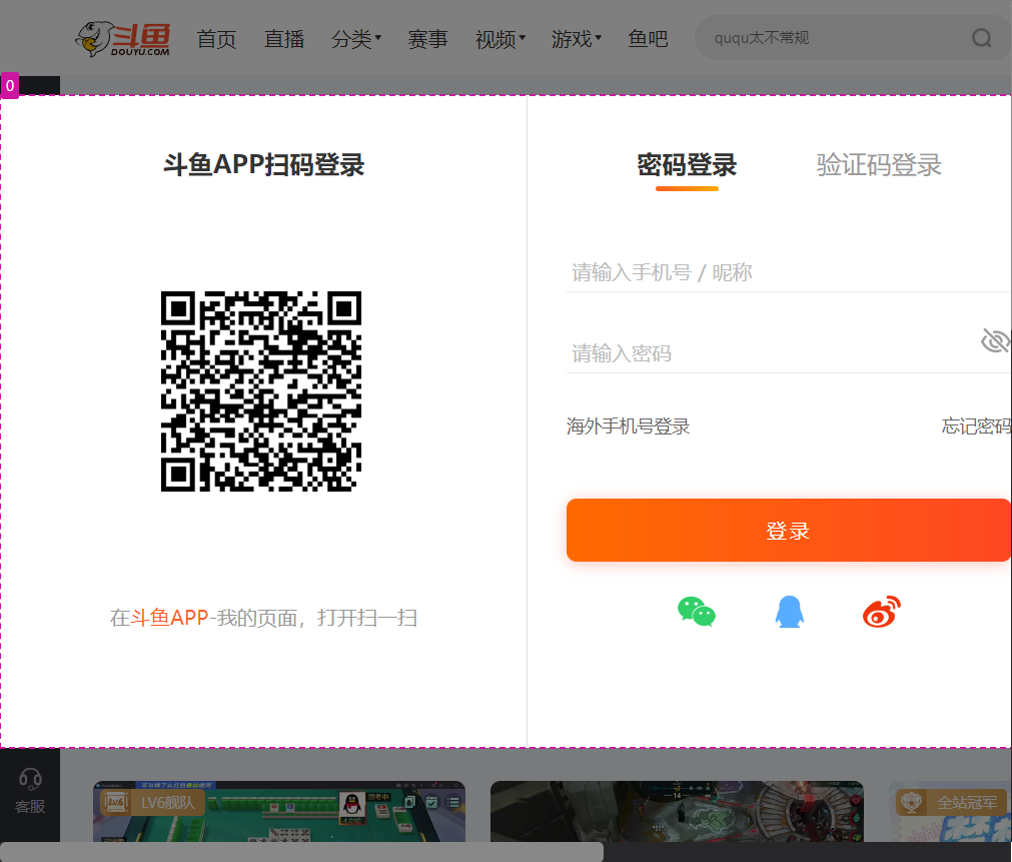 斗鱼
DOUYU.COM
首页 直播 分类 赛事 视频 游戏 鱼吧
ququ太不常规
0
斗鱼APP扫码登录
在斗鱼APP-我的页面，打开扫一扫
密码登录 验证码登录
请输入手机号 / 昵称
请输入密码
海外手机号登录 忘记密码
登录
客服
LV6 LV6舰队
全站冠军